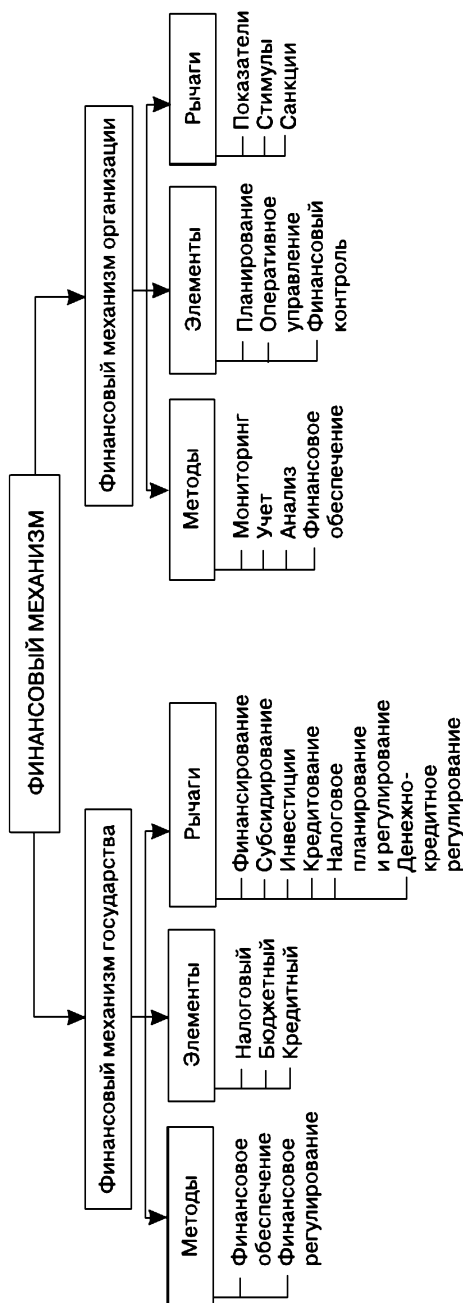 ФИНАНСОВЫЙ МЕХАНИЗМ
Финансовый механизм государства
Методы
Финансовое
обеспечение
Финансовое
регулирование
Элементы
Налоговый
Бюджетный
Кредитный
Рычаги
Финансирование
Субсидирование
Инвестиции
Кредитование
Налоговое
планирование
и регулирование
Денежно-
кредитное
регулирование
Финансовый механизм организации
Методы
Мониторинг
Учет
Анализ
Финансовое
обеспечение
Элементы
Планирование
Оперативное
управление
Финансовый
контроль
Рычаги
Показатели
Стимулы
Санкции